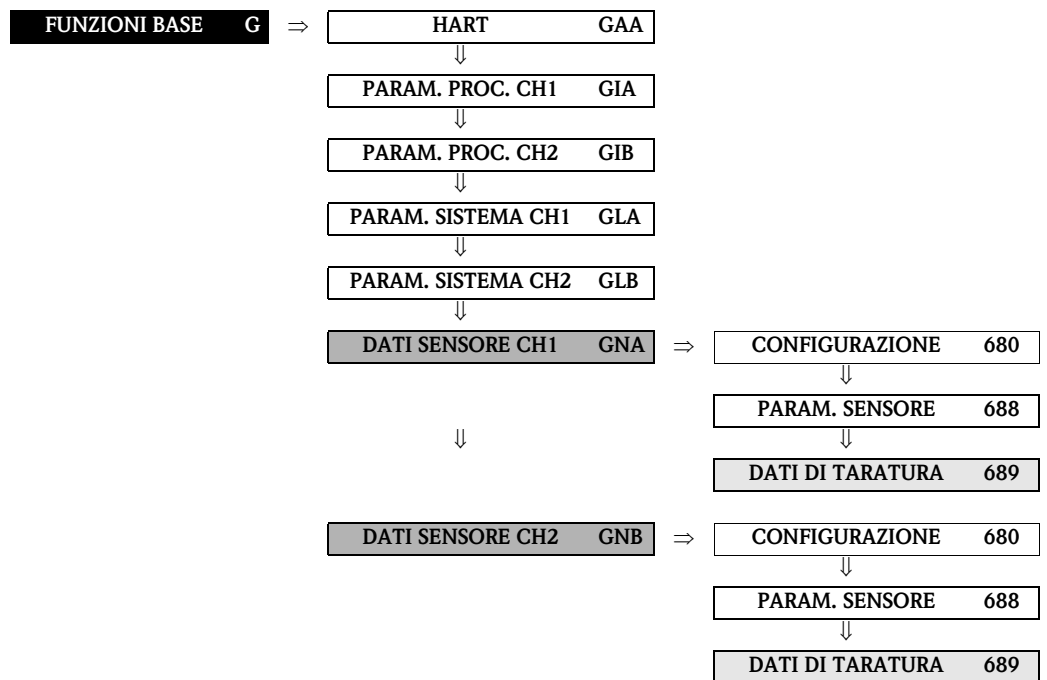 FUNZIONI BASE G ⇒ HART GAA
⇓
PARAM. PROC. CH1 GIA
⇓
PARAM. PROC. CH2 GIB
⇓
PARAM. SISTEMA CH1 GLA
⇓
PARAM. SISTEMA CH2 GLB
⇓
DATI SENSORE CH1 GNA ⇒ CONFIGURAZIONE 680
⇓
PARAM. SENSORE 688
⇓ ⇓
DATI DI TARATURA 689
DATI SENSORE CH2 GNB ⇒ CONFIGURAZIONE 680
⇓
PARAM. SENSORE 688
⇓
DATI DI TARATURA 689